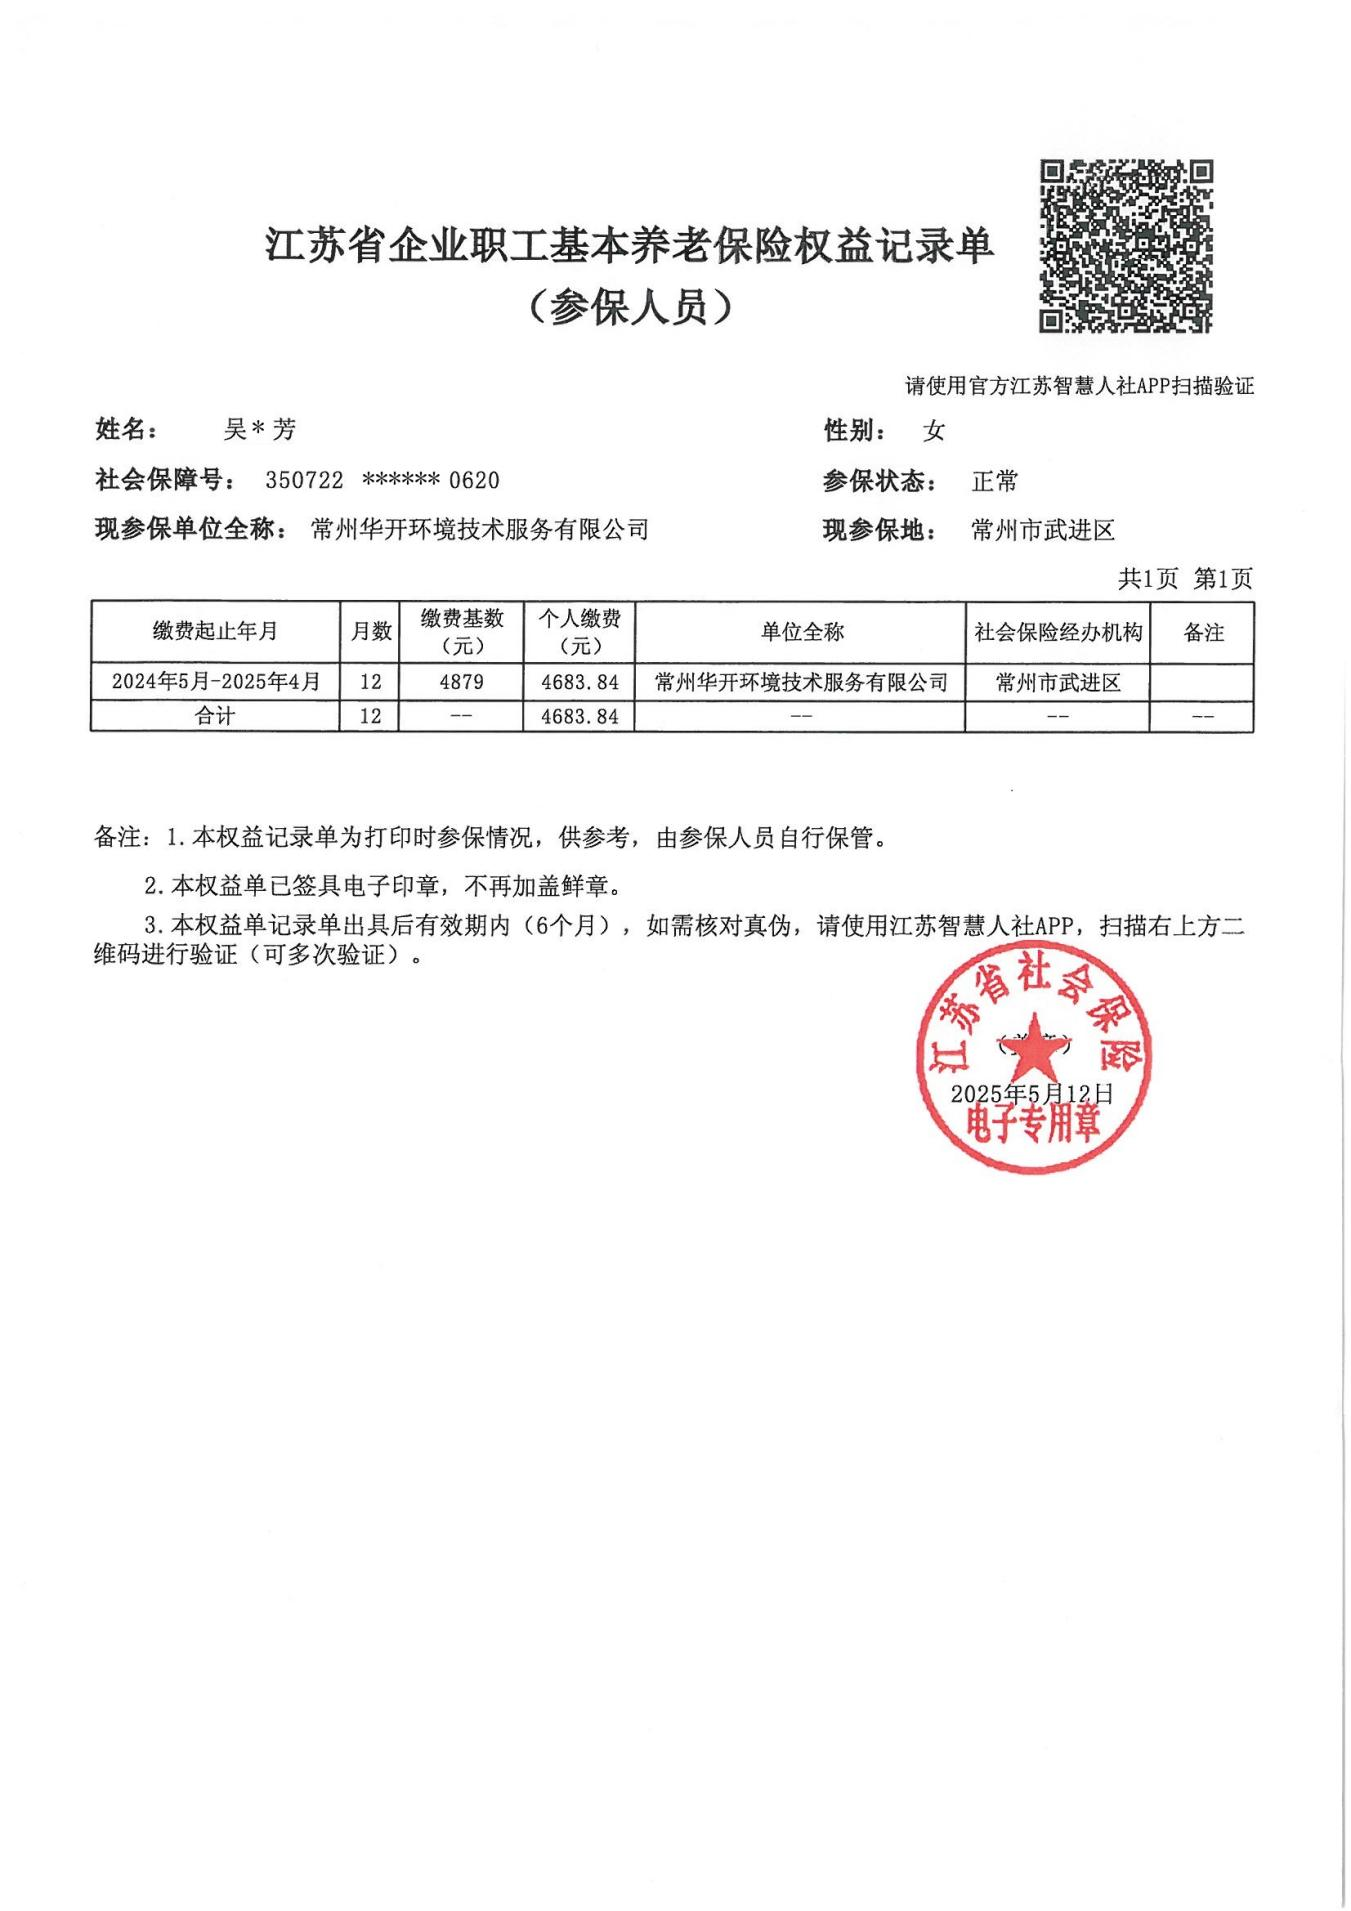 江苏省企业职工基本养老保险权益记录单
（参保人员）
请使用官方江苏智慧人社APP扫描验证
姓名： 吴*芳 性别： 女
社会保障号： 350722 ****** 0620 参保状态： 正常
现参保单位全称： 常州华开环境技术服务有限公司 现参保地： 常州市武进区
共1页 第1页
缴费起止年月 月数 缴费基数（元） 个人缴费（元） 单位全称 社会保险经办机构 备注
2024年5月-2025年4月 12 4879 4683.84 常州华开环境技术服务有限公司 常州市武进区
合计 12 -- 4683.84 -- -- --
备注：1.本权益记录单为打印时参保情况，供参考，由参保人员自行保管。
2.本权益单已签具电子印章，不再加盖鲜章。
3.本权益单记录单出具后有效期内（6个月），如需核对真伪，请使用江苏智慧人社APP，扫描右上方二
维码进行验证（可多次验证）。
江苏省社会保险
2025年5月12日
电子专用章